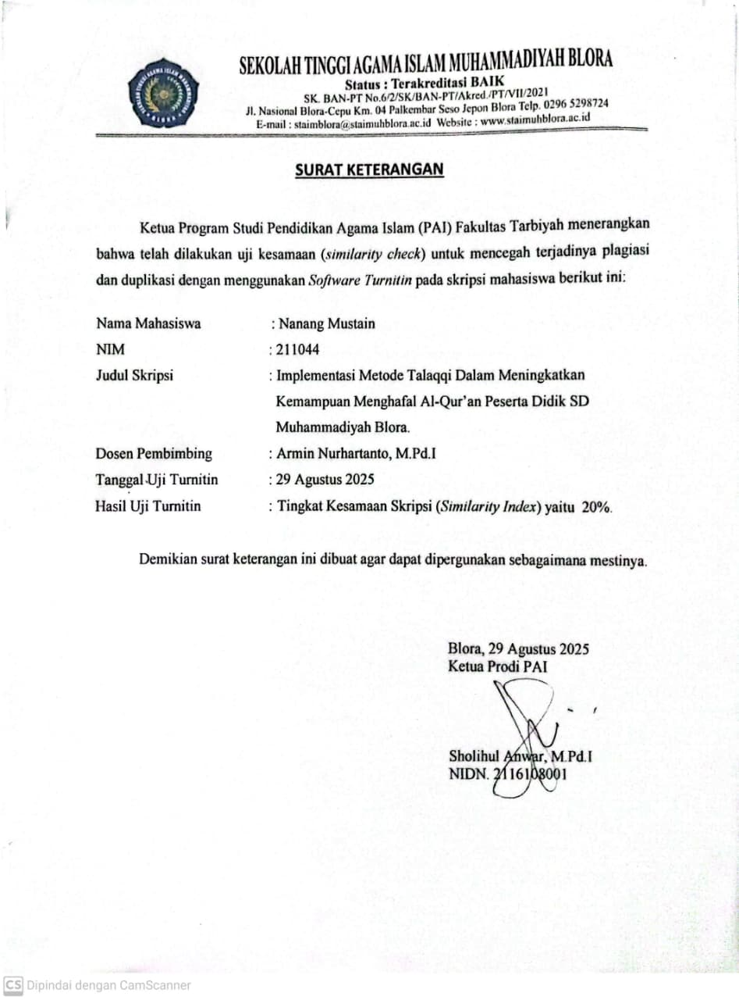 SEKOLAH TINGGI AGAMA ISLAM MUHAMMADIYAH BLORA
Status : Terakreditasi BAIK
SK. BAN-PT No.6/2/SK/BAN-PT/Akred./PT/VII/2021
Jl. Nasional Blora-Cepu Km. 04 Palkembar Seso Jepon Blora Telp. 0296 5298724
E-mail : staimblora@staimuhblora.ac.id Website : www.staimuhblora.ac.id
SURAT KETERANGAN
Ketua Program Studi Pendidikan Agama Islam (PAI) Fakultas Tarbiyah menerangkan
bahwa telah dilakukan uji kesamaan (similarity check) untuk mencegah terjadinya plagiasi
dan duplikasi dengan menggunakan Software Turnitin pada skripsi mahasiswa berikut ini:
Nama Mahasiswa : Nanang Mustain
NIM : 211044
Judul Skripsi : Implementasi Metode Talaqqi Dalam Meningkatkan
Kemampuan Menghafal Al-Qur'an Peserta Didik SD
Muhammadiyah Blora.
Dosen Pembimbing : Armin Nurhartanto, M.Pd.I
Tanggal Uji Turnitin : 29 Agustus 2025
Hasil Uji Turnitin : Tingkat Kesamaan Skripsi (Similarity Index) yaitu 20%.
Demikian surat keterangan ini dibuat agar dapat dipergunakan sebagaimana mestinya.
Blora, 29 Agustus 2025
Ketua Prodi PAI
Sholihul Anwar, M.Pd.I
NIDN. 2116108001
CS Dipindai dengan CamScanner